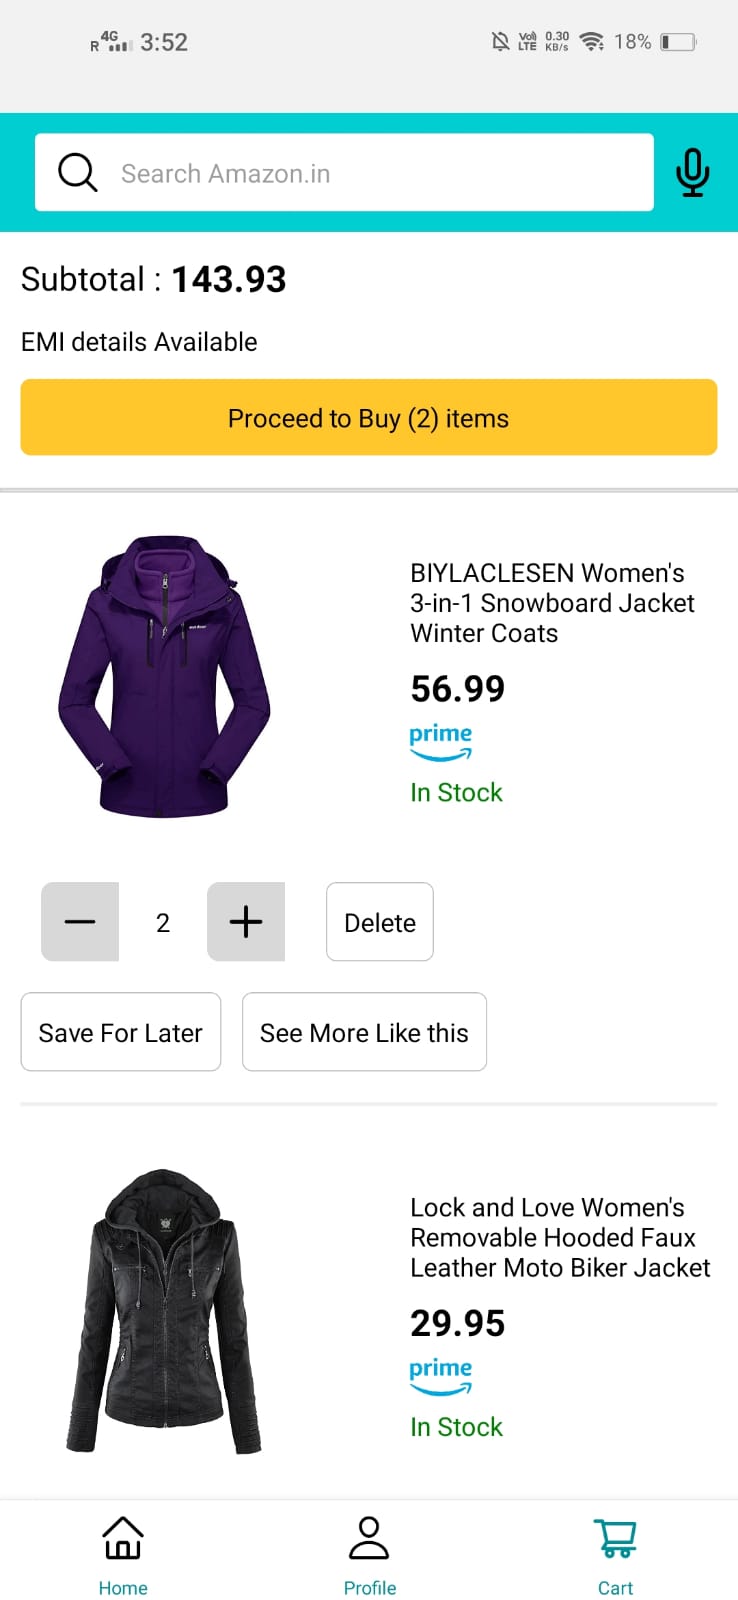 R 4G 3:52 Vo) LTE 0.30 KB/s 18%
Search Amazon.in
Subtotal : 143.93
EMI details Available
Proceed to Buy (2) items
BIYLACLESEN Women's
3-in-1 Snowboard Jacket
Winter Coats
56.99
prime
In Stock
2
Delete
Save For Later
See More Like this
Lock and Love Women's
Removable Hooded Faux
Leather Moto Biker Jacket
29.95
prime
In Stock
Home
Profile
Cart